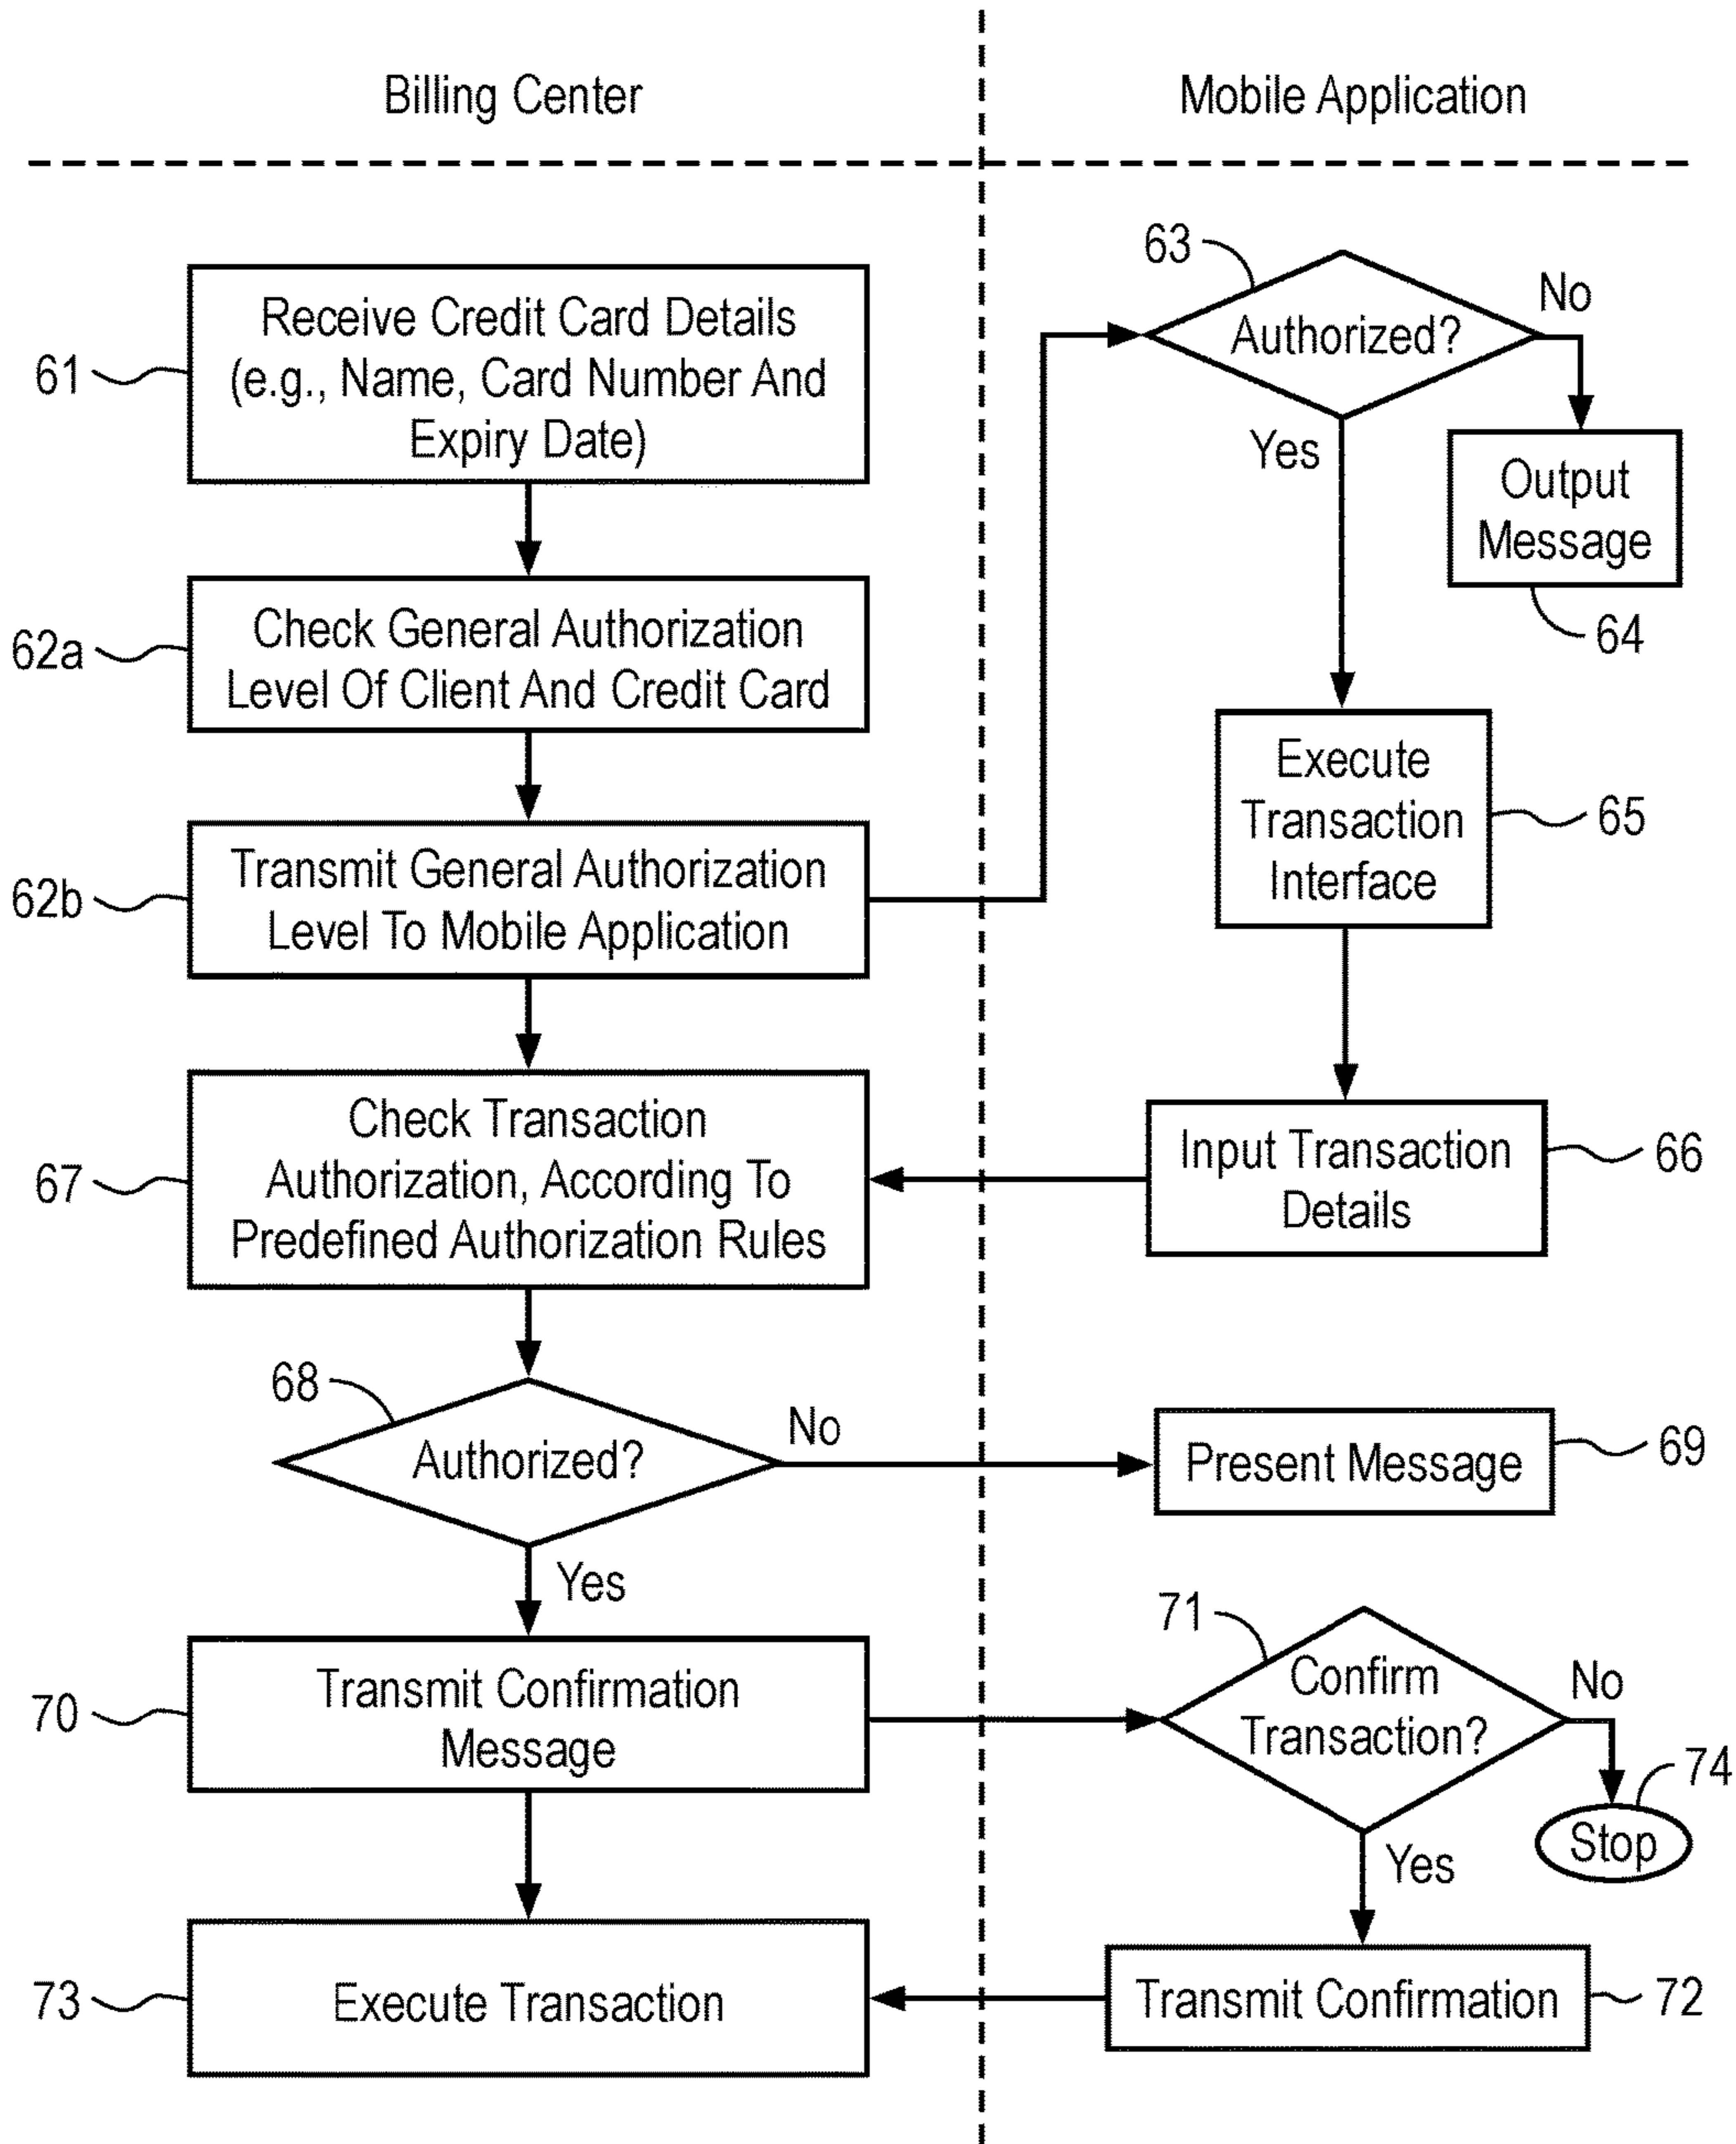 Billing Center
Mobile Application
61
Receive Credit Card Details
(e.g., Name, Card Number And
Expiry Date)
62a
Check General Authorization
Level Of Client And Credit Card
62b
Transmit General Authorization
Level To Mobile Application
63
Authorized?
No
Yes
Output
Message
64
Execute
Transaction
Interface
65
Input Transaction
Details
66
67
Check Transaction
Authorization, According To
Predefined Authorization Rules
68
Authorized?
No
Yes
Present Message
69
70
Transmit Confirmation
Message
71
Confirm
Transaction?
No
74
Stop
Yes
Transmit Confirmation
72
73
Execute Transaction